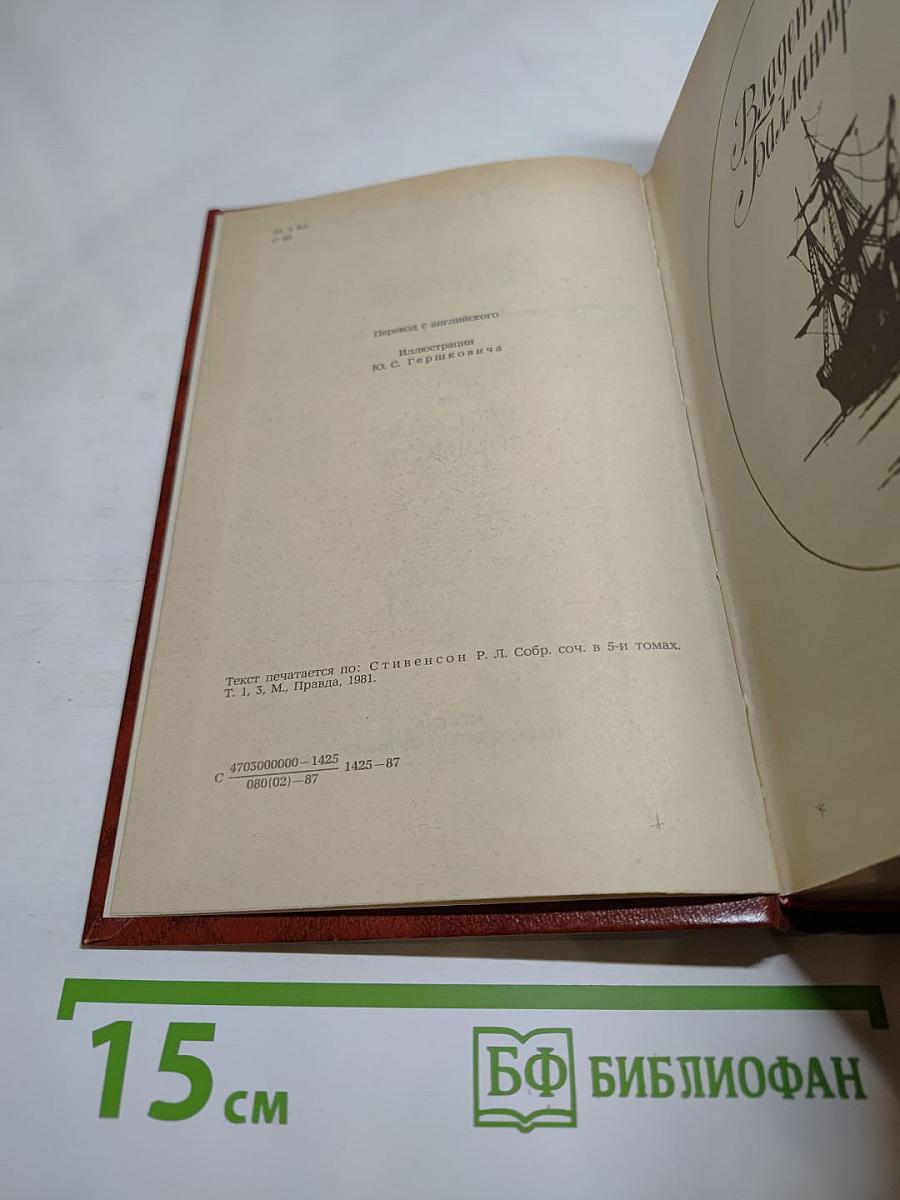 Перевод с английского
Иллюстрации
Ю. С. Гершковича
Текст печатается по: Стивенсон Р. Л. Собр. соч. в 5-и томах.
Т. 1, 3, М., Правда, 1981.
С 4703000000—1425
080(02)—87
1425—87
15 см
БФ БИБЛИОФАН